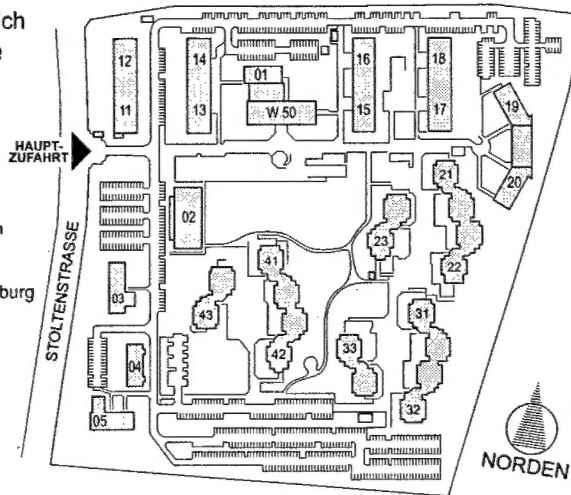 ich
e
n
burg
HAUPT-
ZUFAHRT
STOLTENSTRASSE
12
11
14
13
01
W 50
16
15
18
17
19
20
02
21
22
23
03
04
05
41
42
43
31
32
33
NORDEN